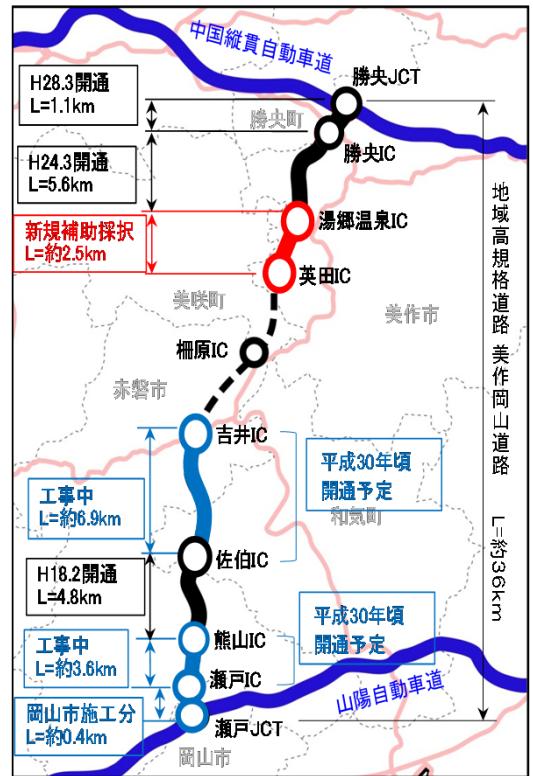 中国縦貫自動車道
勝央JCT
H28.3開通
L=1.1km
勝央町
勝央IC
H24.3開通
L=5.6km
地域高規格道路 美作岡山道路 L=約36km
湯郷温泉IC
新規補助採択
L=約2.5km
英田IC
美咲町
美作市
柵原IC
赤磐市
吉井IC
平成30年頃
開通予定
工事中
L=約6.9km
和気町
佐伯IC
H18.2開通
L=4.8km
平成30年頃
開通予定
熊山IC
工事中
L=約3.6km
瀬戸IC
山陽自動車道
岡山市施工分
L=約0.4km
瀬戸JCT
岡山市